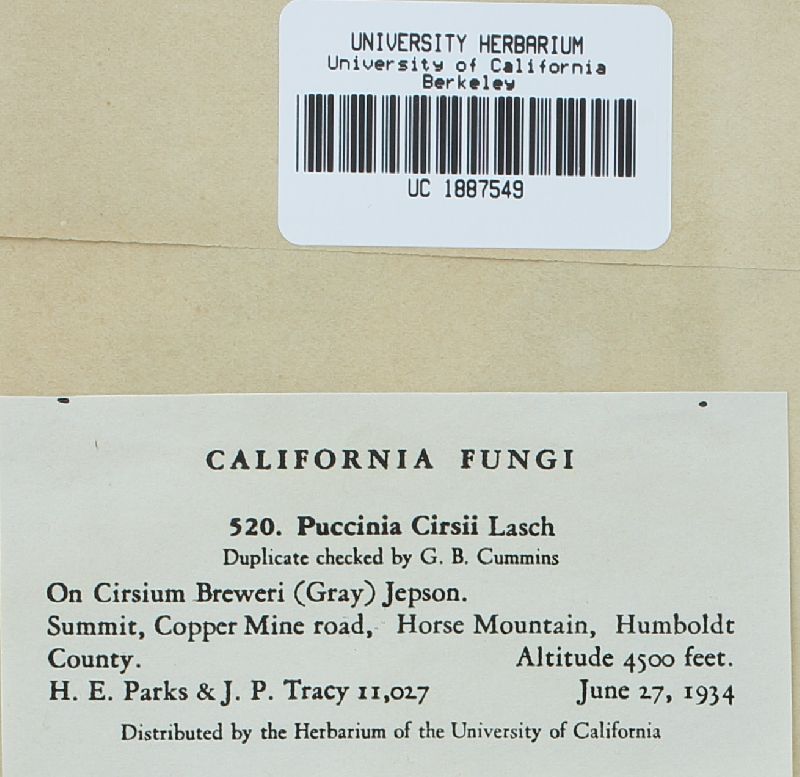 UNIVERSITY HERBARIUM
University of California
Berkeley
UC 1887549
CALIFORNIA FUNGI
520. Puccinia Cirsii Lasch
Duplicate checked by G. B. Cummins
On Cirsium Breweri (Gray) Jepson.
Summit, Copper Mine road, Horse Mountain, Humboldt
County. Altitude 4500 feet.
H. E. Parks & J. P. Tracy 11,027 June 27, 1934
Distributed by the Herbarium of the University of California